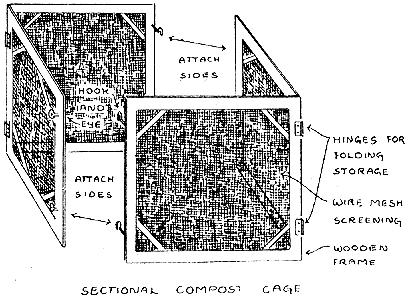 ATTACH
SIDES
HOOK
AND
EYE
HINGES FOR
FOLDING
STORAGE
ATTACH
SIDES
WIRE MESH
SCREENING
WOODEN
FRAME
SECTIONAL COMPOST CAGE